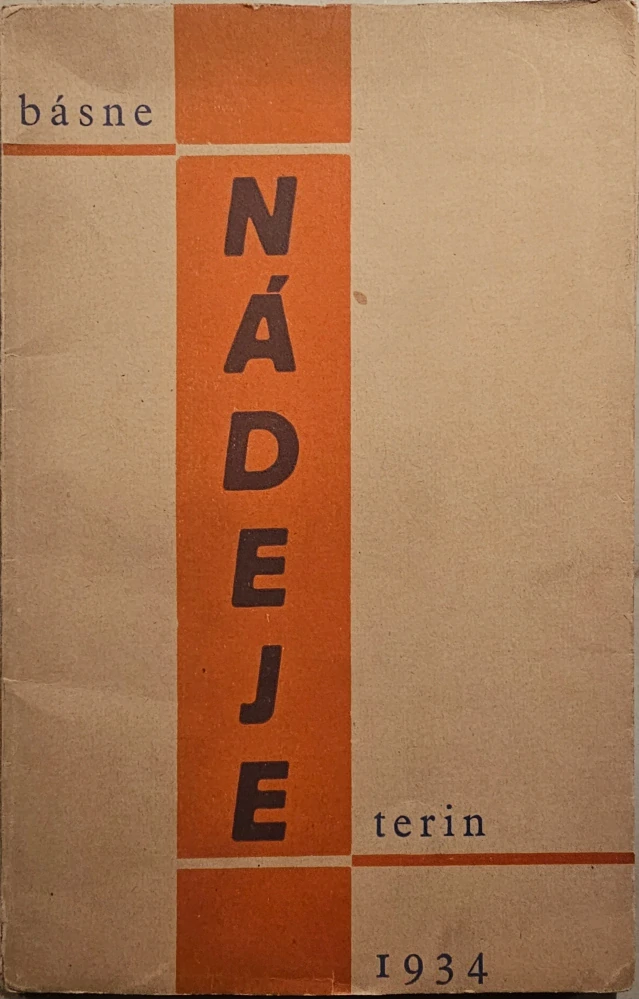 básne
NÁDEJE
terin
1934